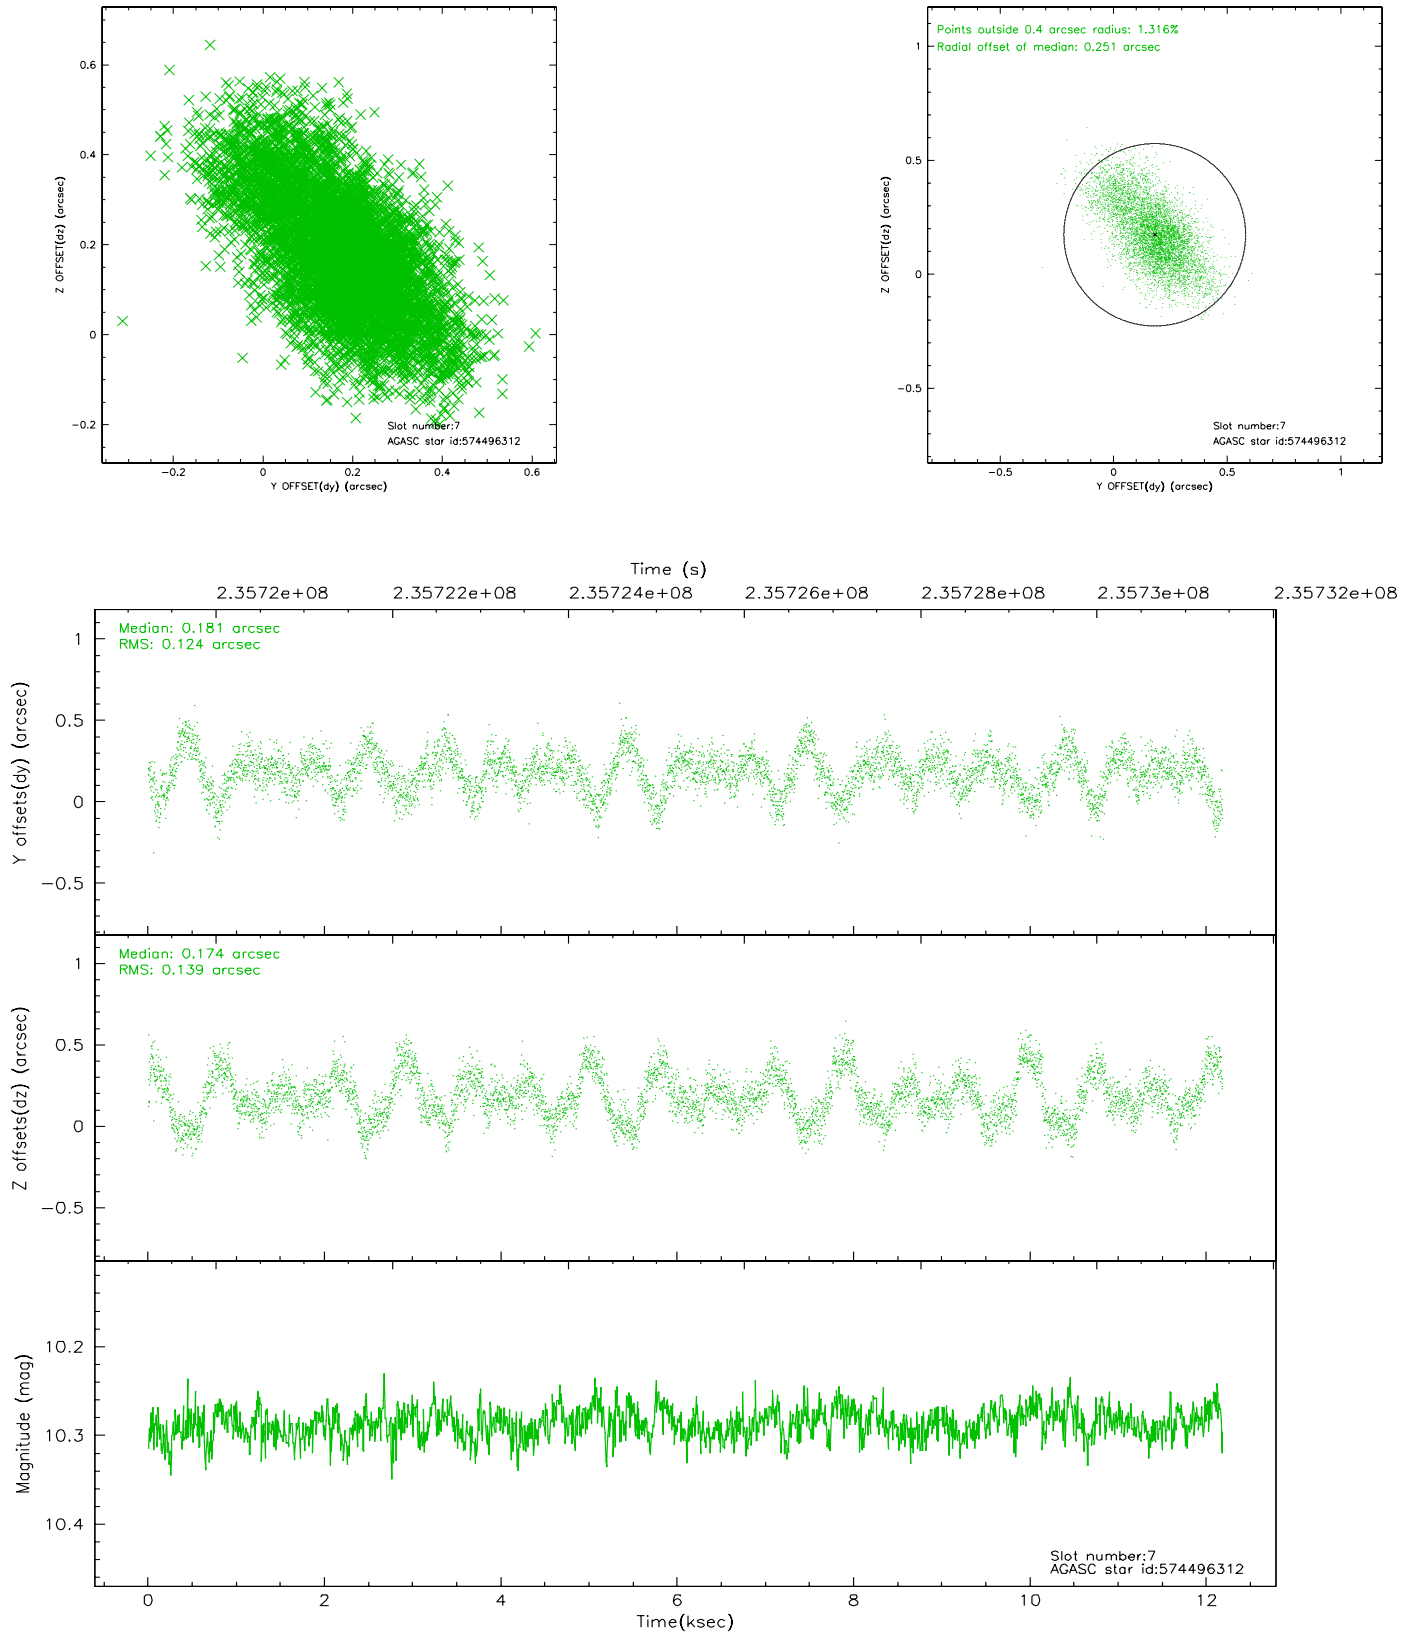 0.6
0.4
0.2
0
−0.2
Z OFFSET(dz) (arcsec)
−0.2
0
0.2
0.4
0.6
Y OFFSET(dy) (arcsec)
Slot number:7
AGASC star id:574496312
Points outside 0.4 arcsec radius: 1.316%
Radial offset of median: 0.251 arcsec
1
0.5
0
−0.5
Z OFFSET(dz) (arcsec)
−0.5
0
0.5
1
Y OFFSET(dy) (arcsec)
Slot number:7
AGASC star id:574496312
Time (s)
2.3572e+08
2.35722e+08
2.35724e+08
2.35726e+08
2.35728e+08
2.3573e+08
2.35732e+08
Median: 0.181 arcsec
RMS: 0.124 arcsec
1
0.5
0
−0.5
Y offsets(dy) (arcsec)
Median: 0.174 arcsec
RMS: 0.139 arcsec
1
0.5
0
−0.5
Z offsets(dz) (arcsec)
10.2
10.3
10.4
Magnitude (mag)
Slot number:7
AGASC star id:574496312
0
2
4
6
8
10
12
Time(ksec)